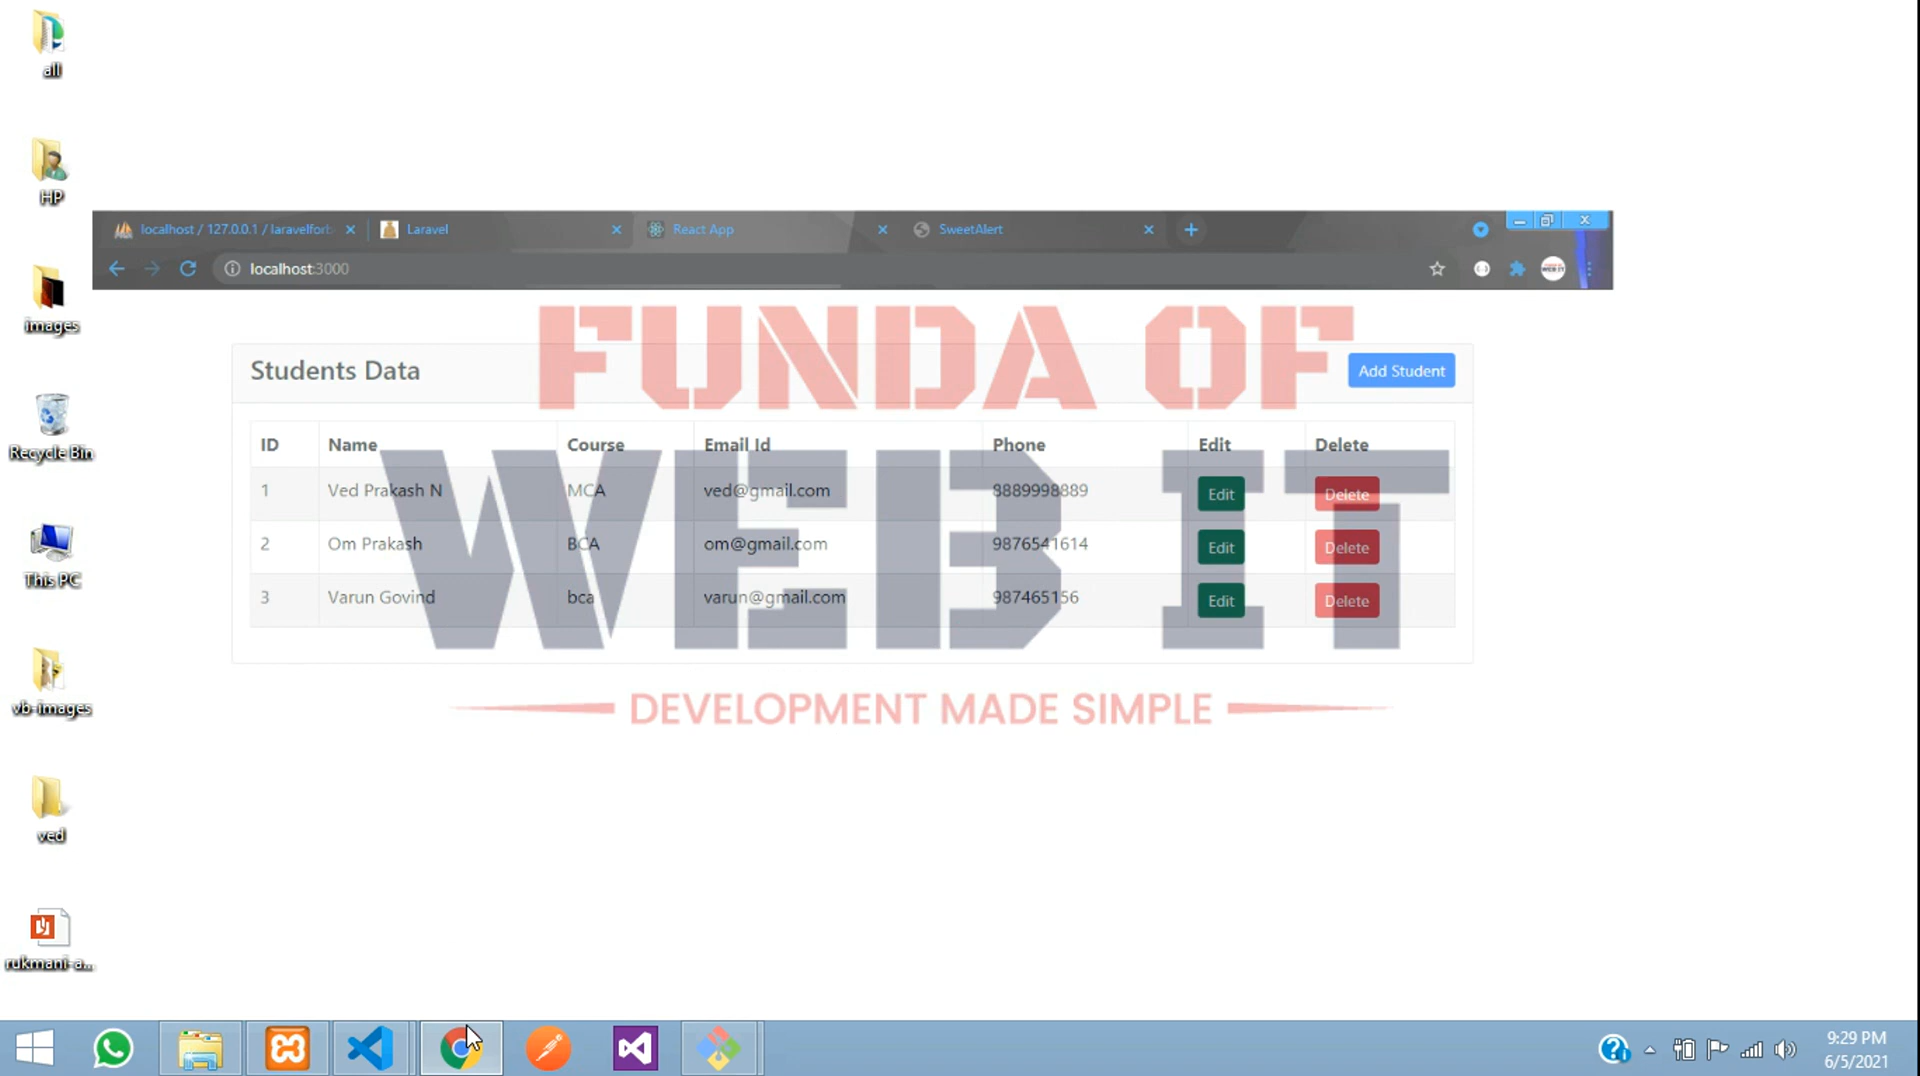 all
HP
images
Recycle Bin
This PC
vb-images
ved
rukmani-a...
localhost / 127.0.0.1 / laravelforb
Laravel
React App
SweetAlert
localhost:3000
FUNDA OF
WEB IT
DEVELOPMENT MADE SIMPLE
Students Data
Add Student
ID Name Course Email Id Phone Edit Delete
1 Ved Prakash N MCA ved@gmail.com 8889998889 Edit Delete
2 Om Prakash BCA om@gmail.com 9876541614 Edit Delete
3 Varun Govind bca varun@gmail.com 987465156 Edit Delete
9:29 PM
6/5/2021